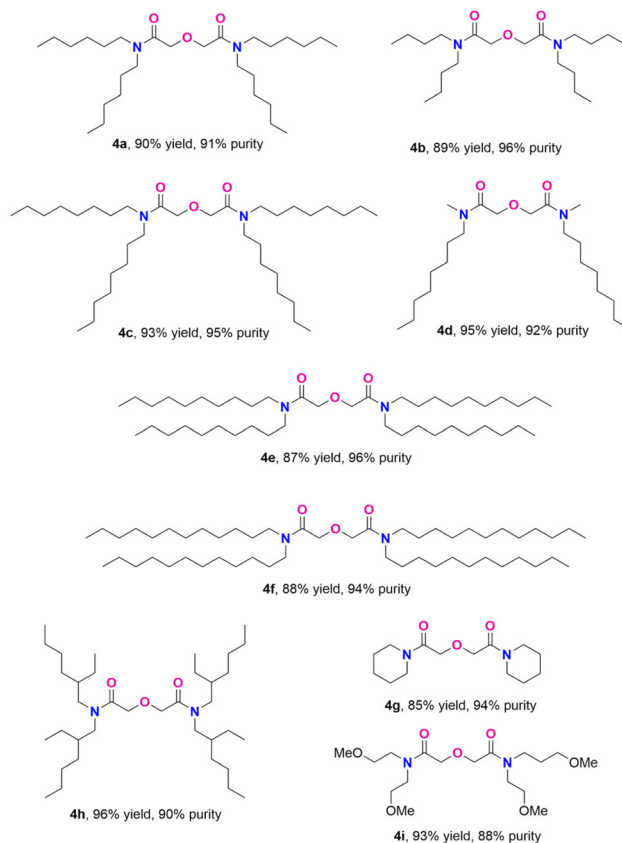 O O
O
N N
4a, 90% yield, 91% purity
O O
O
N N
4b, 89% yield, 96% purity
O O
O
N N
4c, 93% yield, 95% purity
O O
O
N N
4d, 95% yield, 92% purity
O O
O
N N
4e, 87% yield, 96% purity
O O
O
N N
4f, 88% yield, 94% purity
O O
O
N N
4h, 96% yield, 90% purity
O O
O
N N
4g, 85% yield, 94% purity
O O
O
MeO N N OMe
OMe OMe
4i, 93% yield, 88% purity